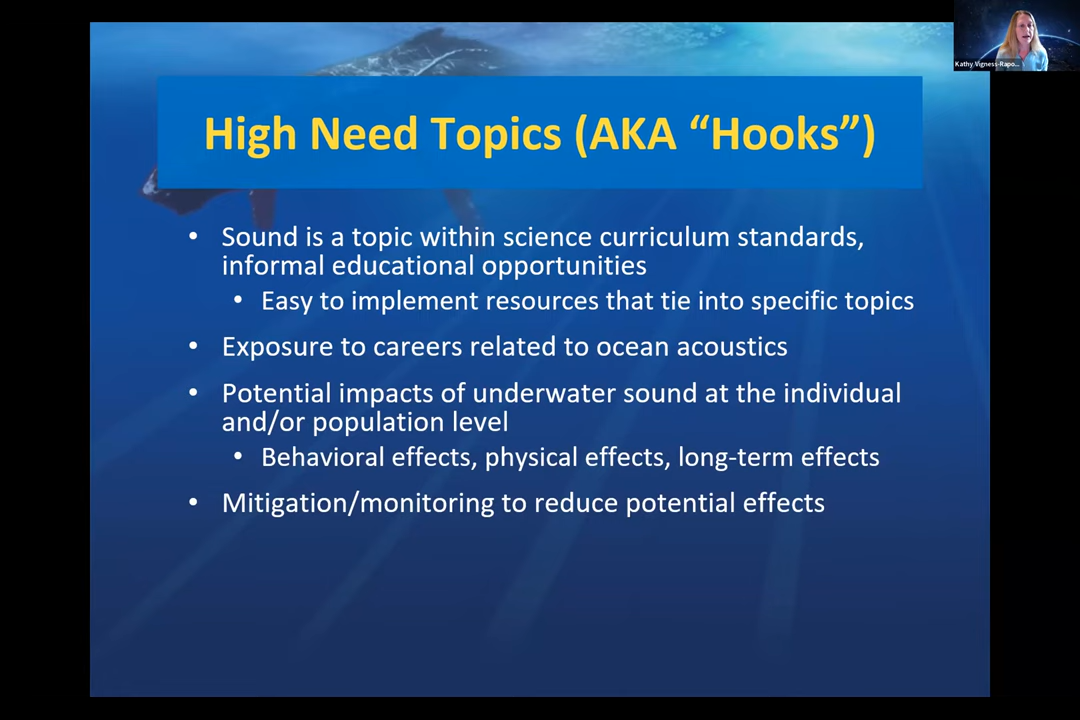 Kathy Vigness-Rapo...
High Need Topics (AKA “Hooks”)
• Sound is a topic within science curriculum standards,
informal educational opportunities
• Easy to implement resources that tie into specific topics
• Exposure to careers related to ocean acoustics
• Potential impacts of underwater sound at the individual
and/or population level
• Behavioral effects, physical effects, long-term effects
• Mitigation/monitoring to reduce potential effects